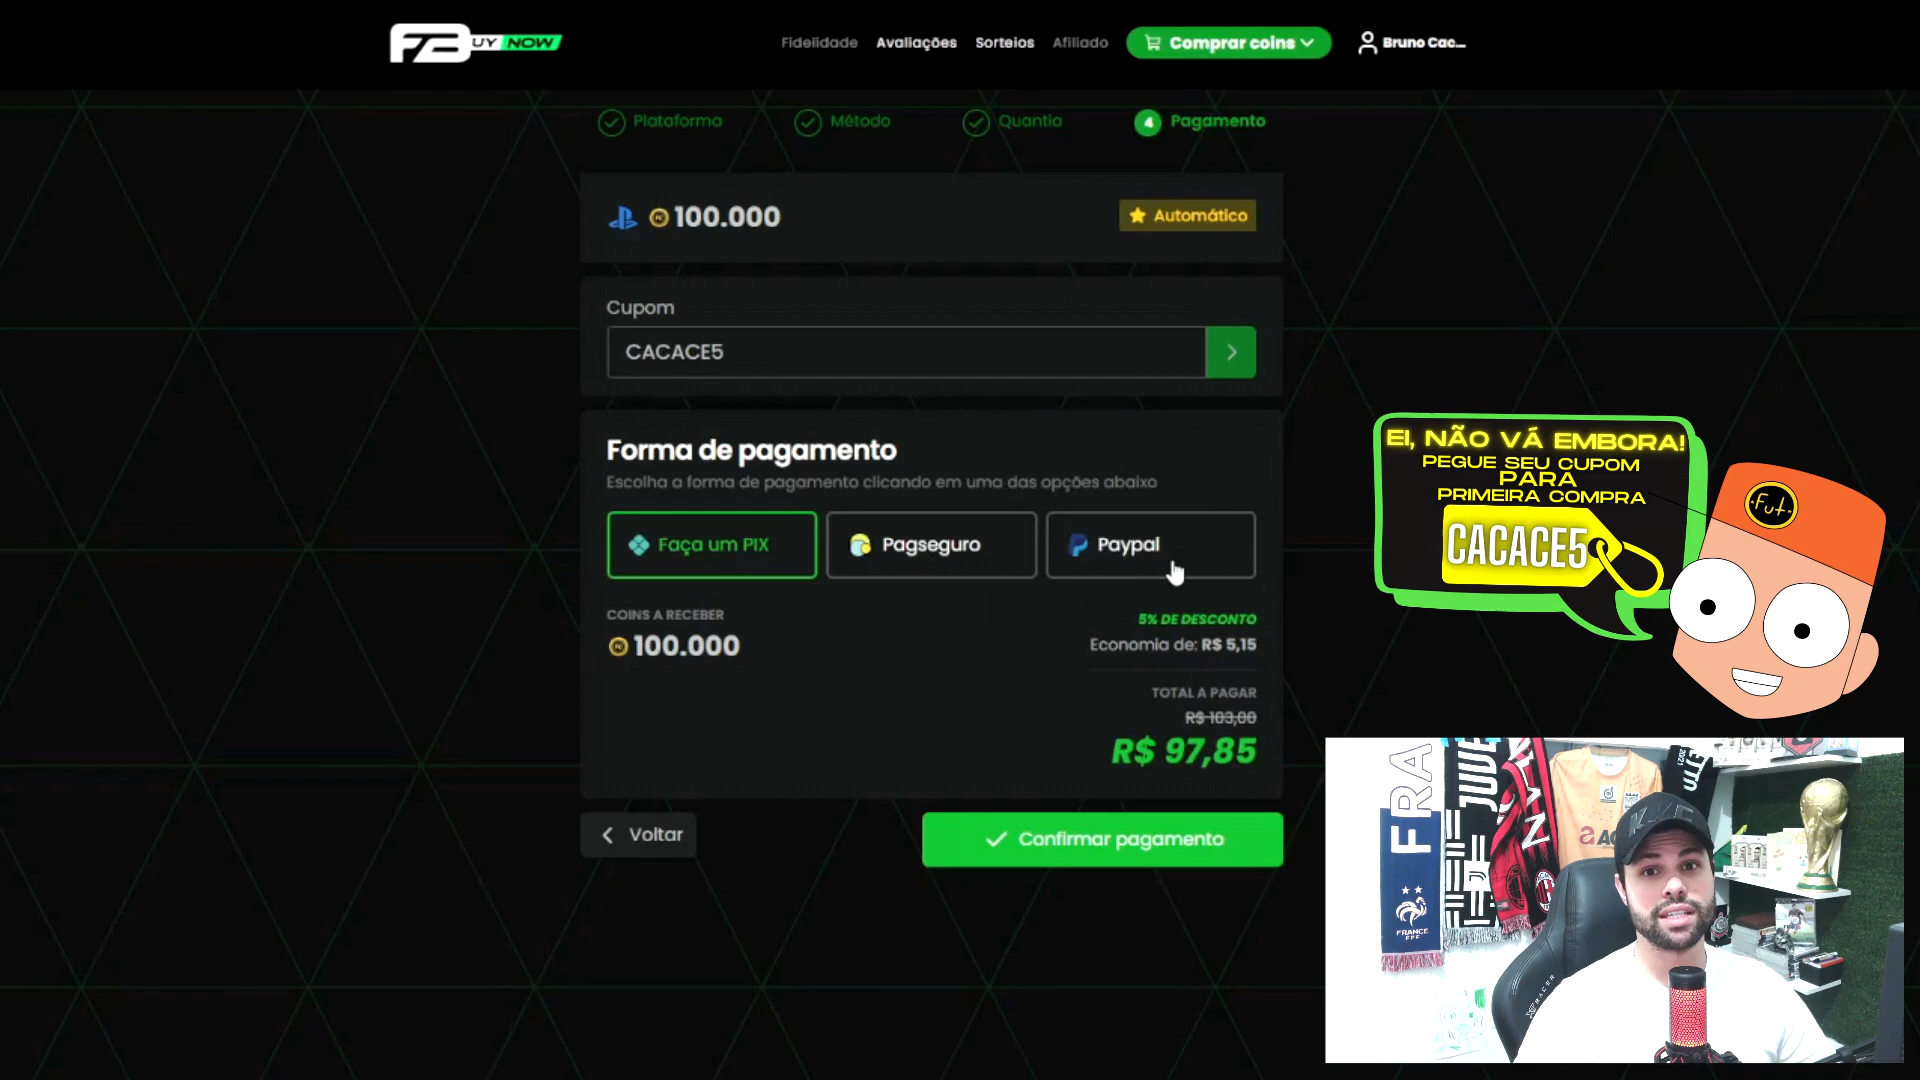 FB UY NOW
Fidelidade
Avaliações
Sorteios
Afiliado
Comprar coins
Bruno Cac...
Plataforma
Método
Quantia
4 Pagamento
100.000
Automático
Cupom
CACACE5
Forma de pagamento
Escolha a forma de pagamento clicando em uma das opções abaixo
Faça um PIX
Pagseguro
Paypal
COINS A RECEBER
100.000
5% DE DESCONTO
Economia de: R$ 5,15
TOTAL A PAGAR
R$ 103,00
R$ 97,85
Voltar
Confirmar pagamento
EI, NÃO VÁ EMBORA!
PEGUE SEU CUPOM
PARA
PRIMEIRA COMPRA
CACACE5
Fut
FRA
FRANCE
FFF
JUVE